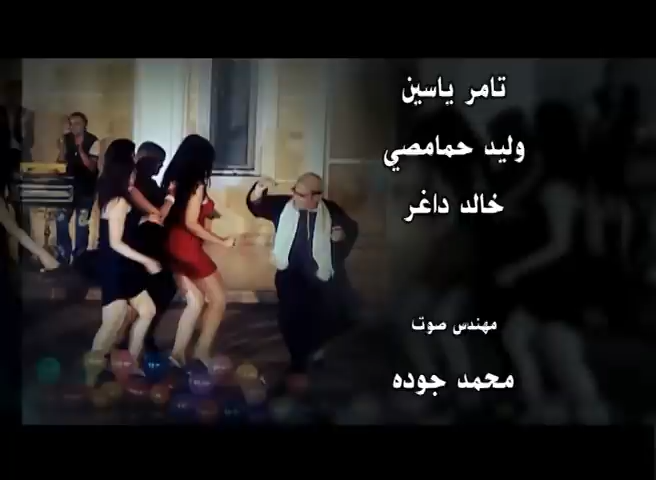 تامر ياسين
وليد حمامصي
خالد داغر
مهندس صوت
محمد جوده